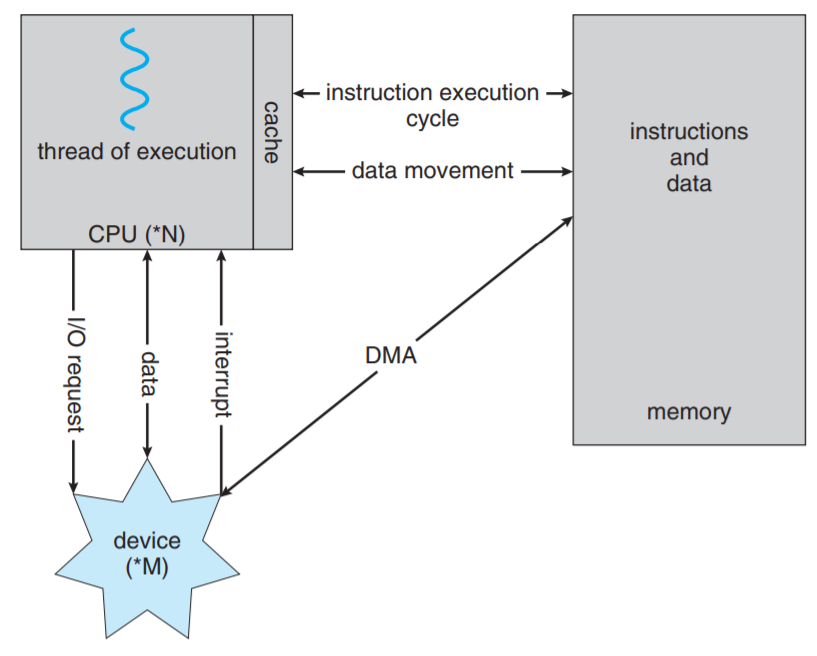 thread of execution
cache
CPU (*N)
instruction execution
cycle
data movement
instructions
and
data
memory
I/O request
data
interrupt
DMA
device
(*M)